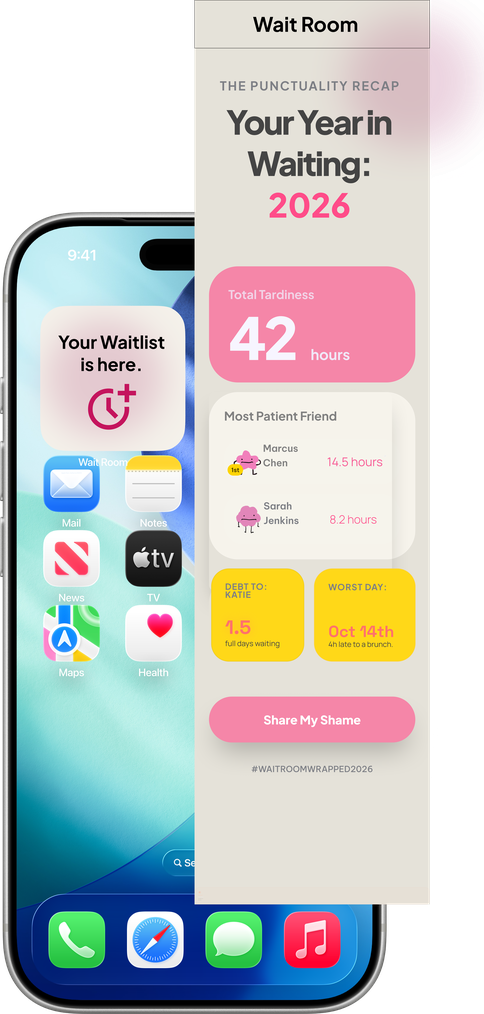 Wait Room
THE PUNCTUALITY RECAP
Your Year in
Waiting:
2026
Total Tardiness
42 hours
Most Patient Friend
1st
Marcus
Chen
14.5 hours
Sarah
Jenkins
8.2 hours
DEBT TO:
KATIE
1.5
full days waiting
WORST DAY:
Oct 14th
4h late to a brunch.
Share My Shame
#WAITROOMWRAPPED2026
9:41
Your Waitlist
is here.
Wait Room
Mail
Notes
News
tv
TV
Maps
Health
Se